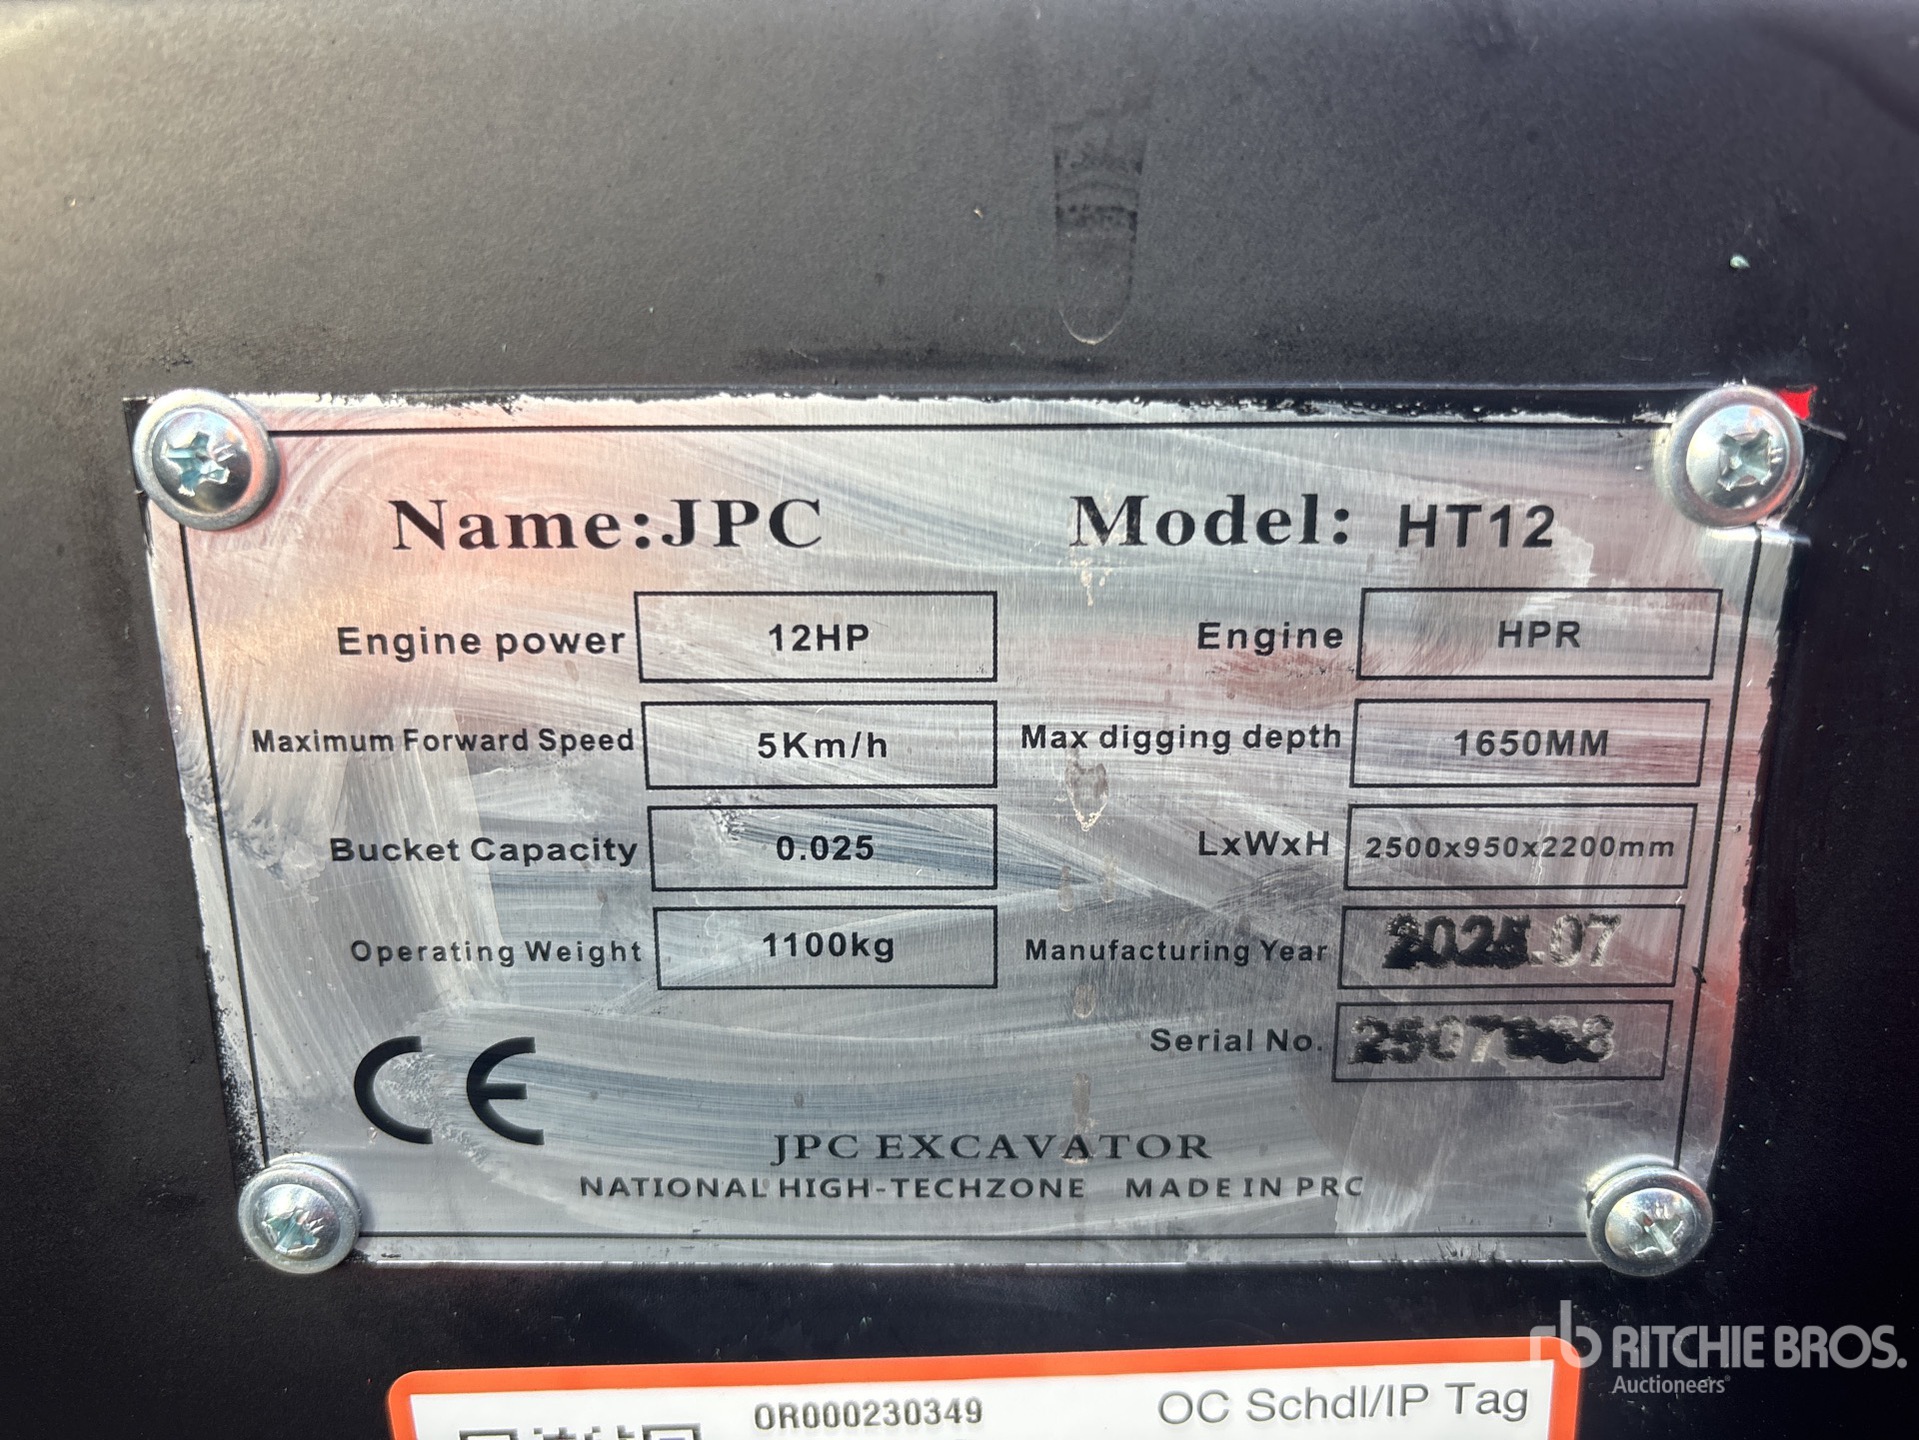 Name:JPC Model: HT12
Engine power 12HP Engine HPR
Maximum Forward Speed 5Km/h Max digging depth 1650MM
Bucket Capacity 0.025 LxWxH 2500x950x2200mm
Operating Weight 1100kg Manufacturing Year
Serial No.
CE
JPC EXCAVATOR
NATIONAL HIGH-TECHZONE MADE IN PRC
rb RITCHIE BROS.
Auctioneers
OR000230349 OC Schdl/IP Tag